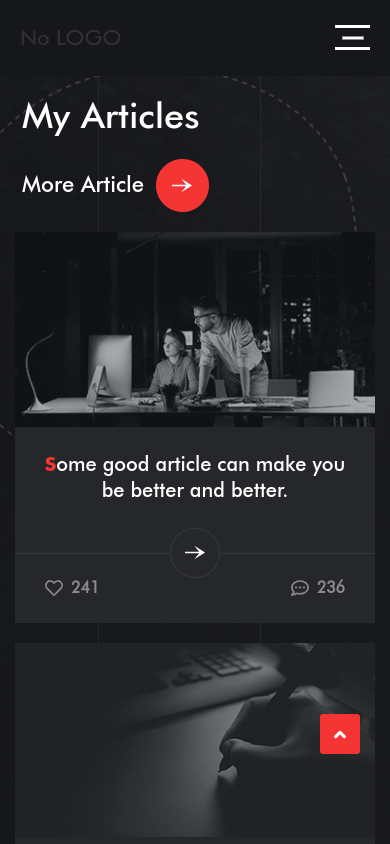 No LOGO
My Articles
More Article
Some good article can make you
be better and better.
241
236